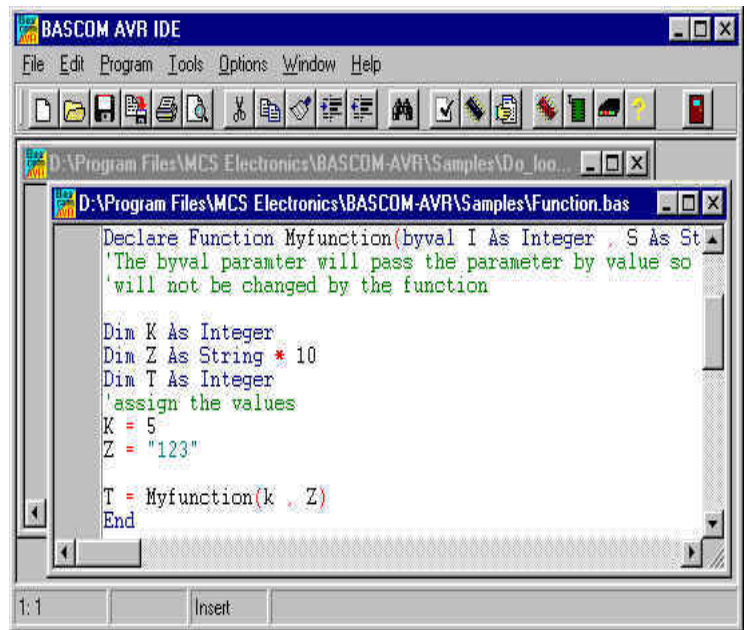 BASCOM AVR IDE
File Edit Program Tools Options Window Help
D:\Program Files\MCS Electronics\BASCOM-AVR\Samples\Do_loo...
D:\Program Files\MCS Electronics\BASCOM-AVR\Samples\Function.bas
Declare Function Myfunction(byval I As Integer , S As St
'The byval paramter will pass the parameter by value so
'will not be changed by the function
Dim K As Integer
Dim Z As String * 10
Dim T As Integer
'assign the values
K = 5
Z = "123"
T = Myfunction(k , Z)
End
1: 1 Insert